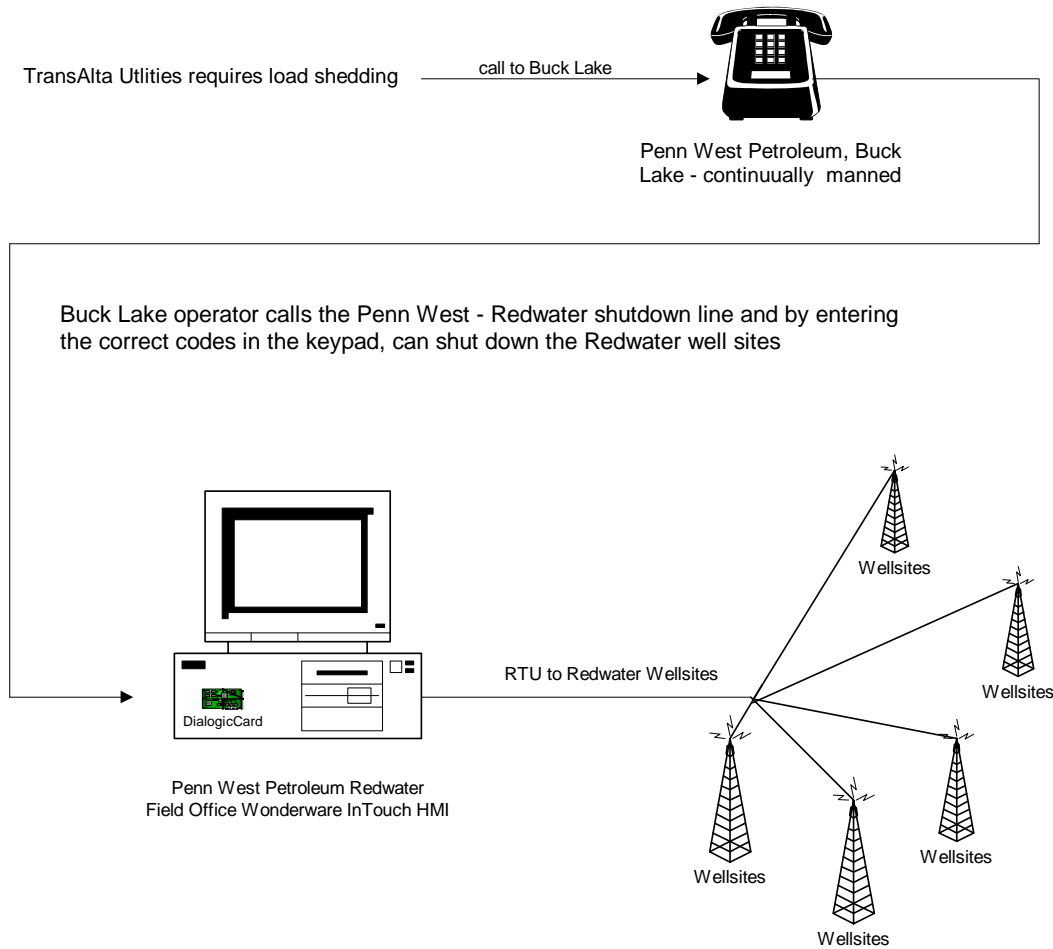 TransAlta Utlities requires load shedding
call to Buck Lake
Penn West Petroleum, Buck
Lake - continuually manned
Buck Lake operator calls the Penn West - Redwater shutdown line and by entering
the correct codes in the keypad, can shut down the Redwater well sites
Wellsites
Wellsites
RTU to Redwater Wellsites
DialogicCard
Penn West Petroleum Redwater
Field Office Wonderware InTouch HMI
Wellsites
Wellsites
Wellsites